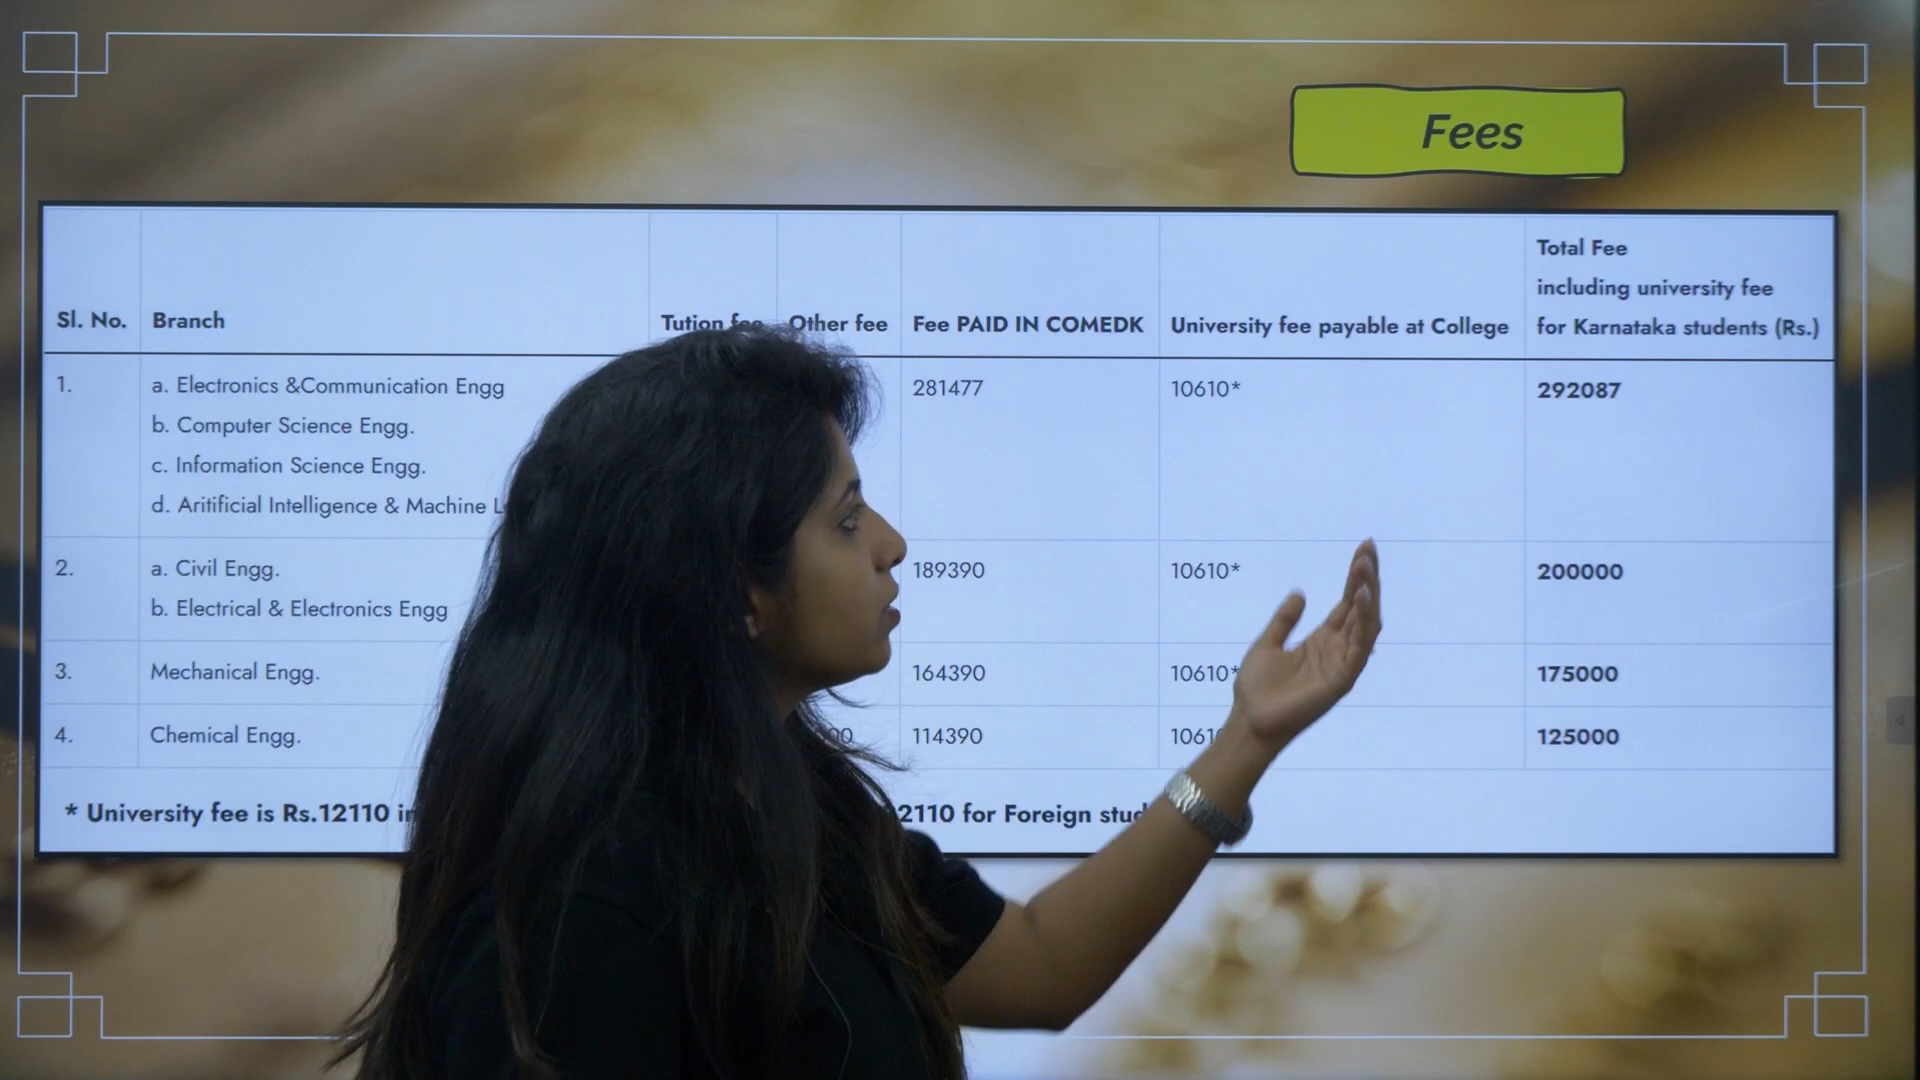 Fees
Sl. No. Branch Tution fee Other fee Fee PAID IN COMEDK University fee payable at College Total Fee
including university fee
for Karnataka students (Rs.)
1. a. Electronics &Communication Engg 281477 10610* 292087
b. Computer Science Engg.
c. Information Science Engg.
d. Aritificial Intelligence & Machine
2. a. Civil Engg. 189390 10610* 200000
b. Electrical & Electronics Engg
3. Mechanical Engg. 164390 10610* 175000
4. Chemical Engg. 114390 125000
* University fee is Rs.12110 for Foreign